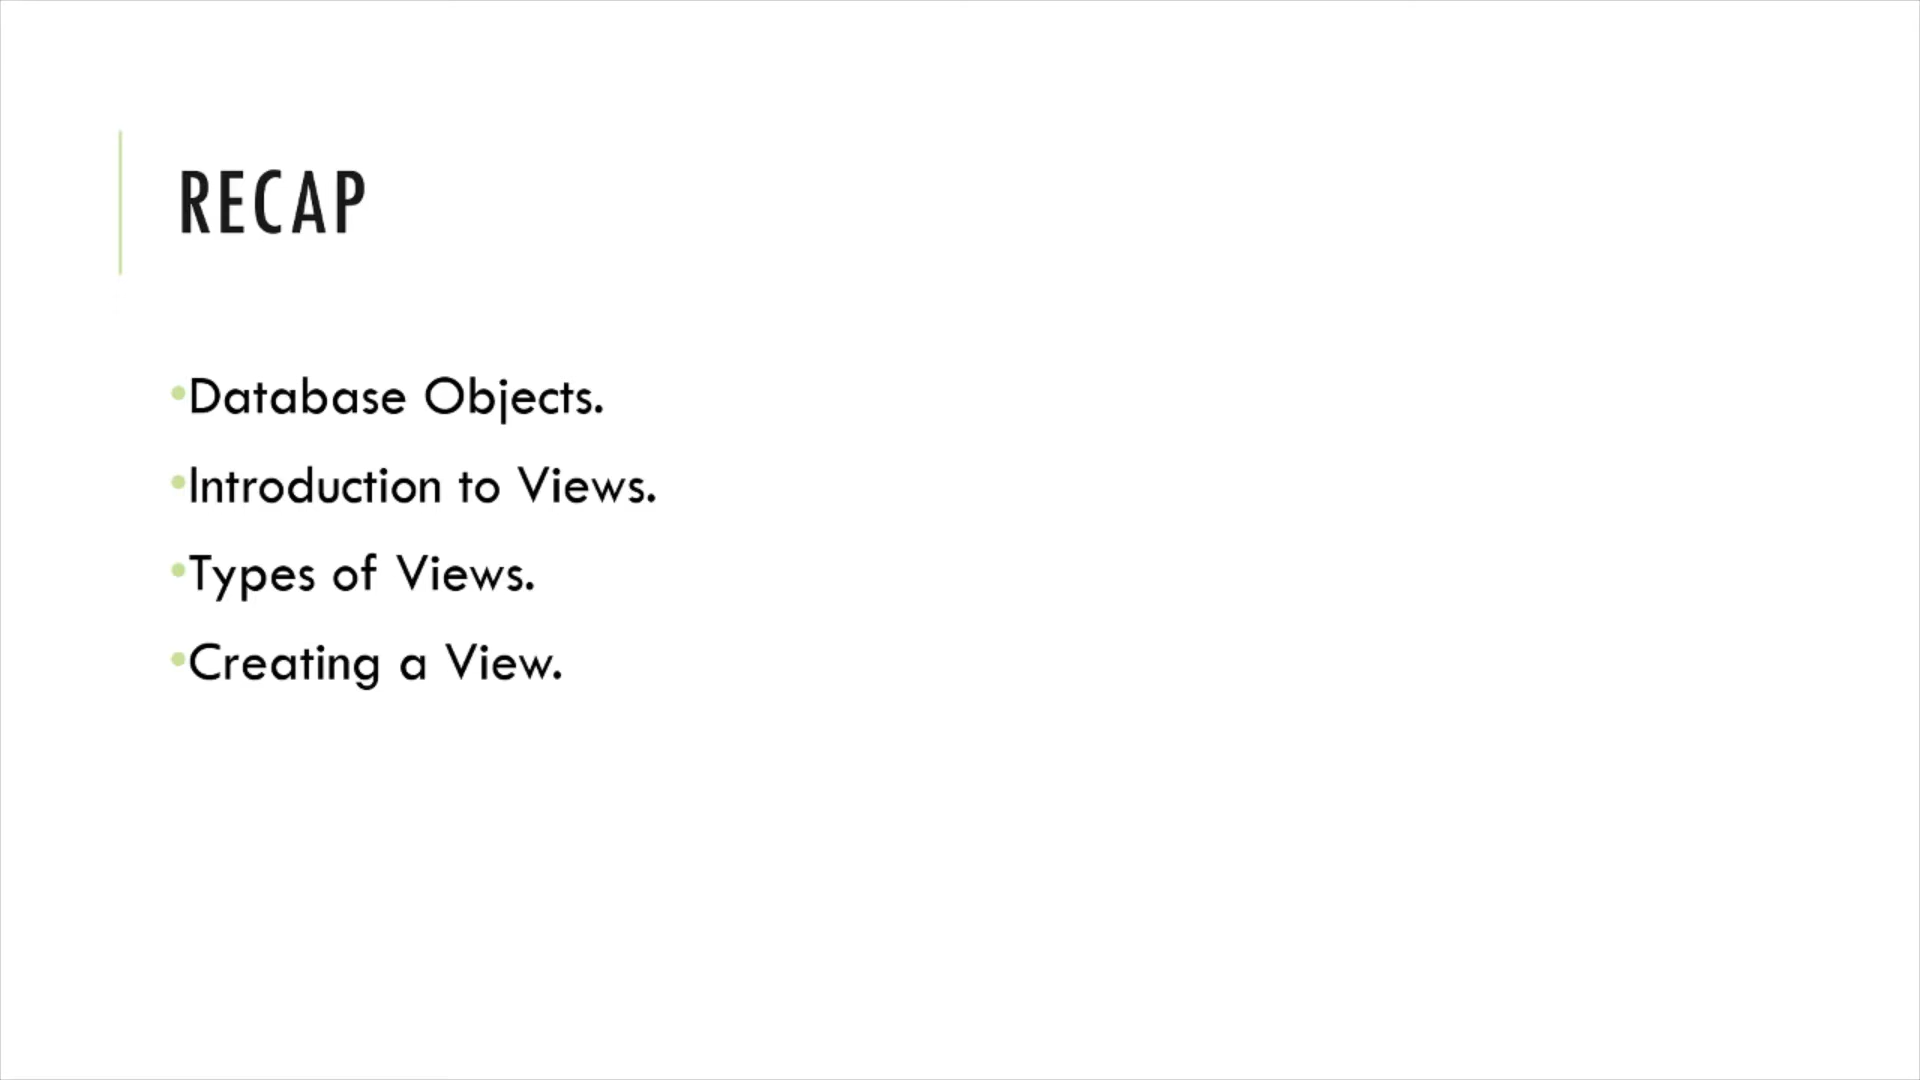 RECAP
•Database Objects.
•Introduction to Views.
•Types of Views.
•Creating a View.